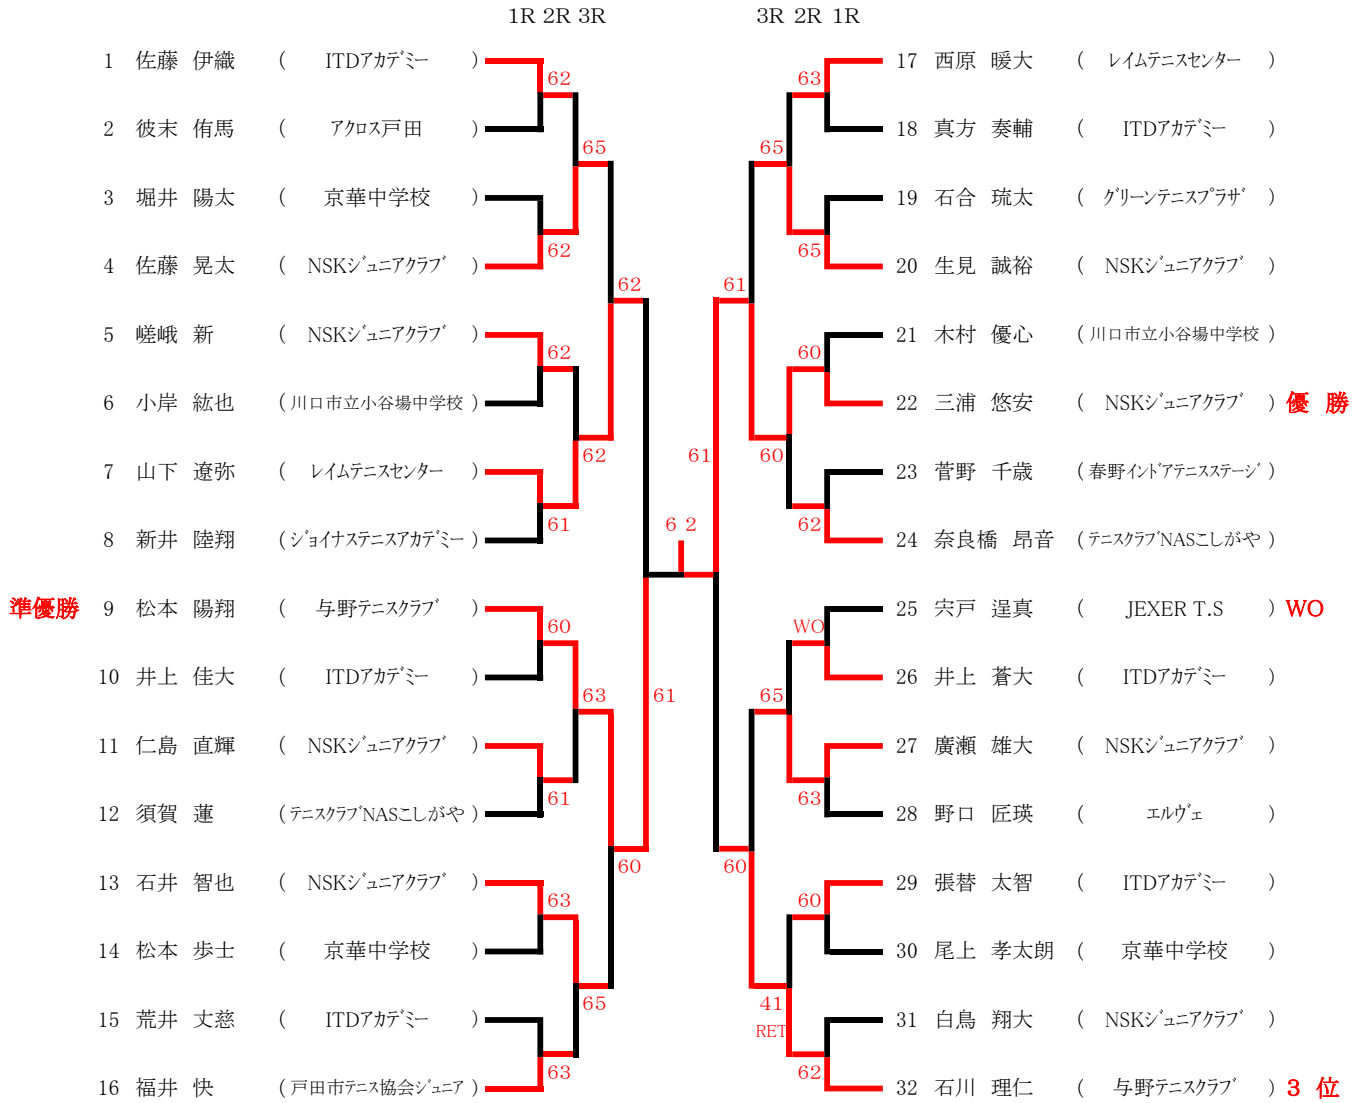 1R 2R 3R 3R 2R 1R
1 佐藤 伊織 ( ITDアカデミー ) 17 西原 暖大 ( レイムテニスセンター )
62 63
2 彼末 侑馬 ( アクロス戸田 ) 18 真方 奏輔 ( ITDアカデミー )
65 65
3 堀井 陽太 ( 京華中学校 ) 19 石合 琉太 ( グリーンテニスプラザ )
62 65
4 佐藤 晃太 ( NSKジュニアクラブ ) 20 生見 誠裕 ( NSKジュニアクラブ )
62 61
5 嵯峨 新 ( NSKジュニアクラブ ) 21 木村 優心 ( 川口市立小谷場中学校 )
62 60
6 小岸 紘也 ( 川口市立小谷場中学校 ) 22 三浦 悠安 ( NSKジュニアクラブ ) 優 勝
62 61 60
7 山下 遼弥 ( レイムテニスセンター ) 23 菅野 千歳 ( 春野インドアテニスステージ )
61 6 2 62
8 新井 陸翔 ( ジョイナステニスアカデミー ) 24 奈良橋 昂音 ( テニスクラブNASこしがや )
準優勝 9 松本 陽翔 ( 与野テニスクラブ ) 25 宍戸 逞真 ( JEXER T.S ) WO
60 WO
10 井上 佳大 ( ITDアカデミー ) 26 井上 蒼大 ( ITDアカデミー )
63 61 65
11 仁島 直輝 ( NSKジュニアクラブ ) 27 廣瀬 雄大 ( NSKジュニアクラブ )
61 63
12 須賀 蓮 ( テニスクラブNASこしがや ) 28 野口 匠瑛 ( エルヴェ )
60 60
13 石井 智也 ( NSKジュニアクラブ ) 29 張替 太智 ( ITDアカデミー )
63 60
14 松本 歩士 ( 京華中学校 ) 30 尾上 孝太朗 ( 京華中学校 )
65 41
15 荒井 丈慈 ( ITDアカデミー ) 31 白鳥 翔大 ( NSKジュニアクラブ )
RET
63 62
16 福井 快 ( 戸田市テニス協会ジュニア ) 32 石川 理仁 ( 与野テニスクラブ ) 3 位